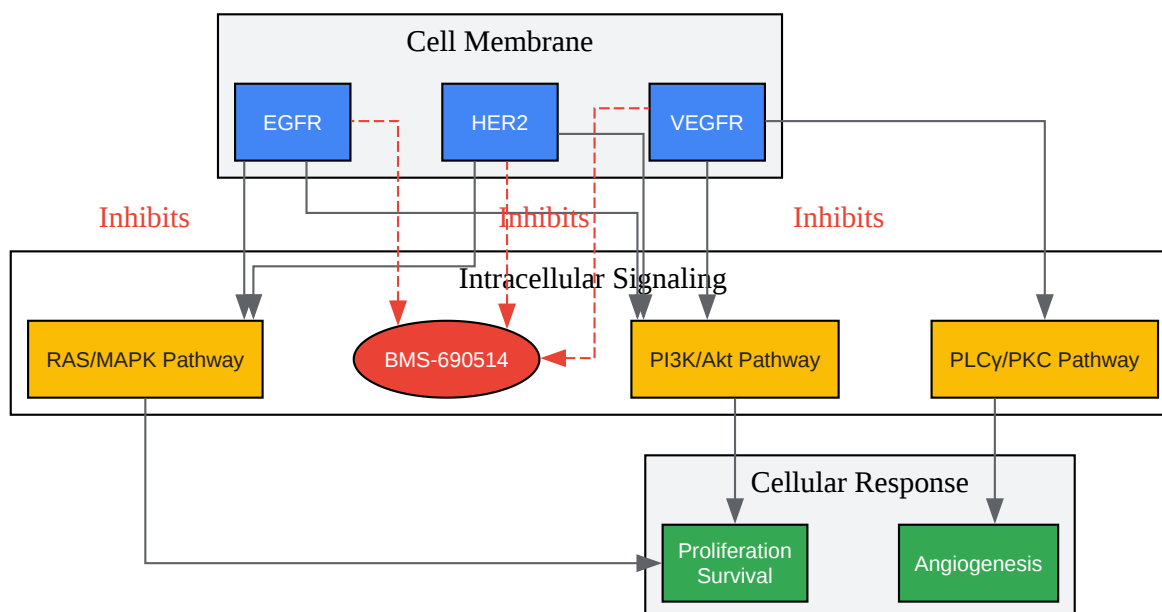 Cell Membrane
EGFR
HER2
VEGFR
Inhibits
Inhibits
Inhibits
Intracellular Signaling
RAS/MAPK Pathway
BMS-690514
PI3K/Akt Pathway
PLCγ/PKC Pathway
Cellular Response
Proliferation
Survival
Angiogenesis